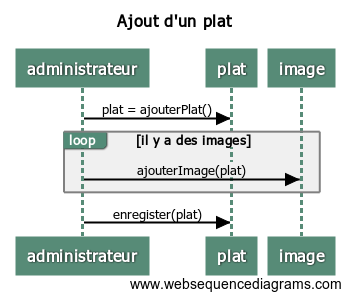 Ajout d'un plat
administrateur plat image
plat = ajouterPlat()
loop [il y a des images]
ajouterImage(plat)
enregister(plat)
administrateur plat image
www.websequencediagrams.com